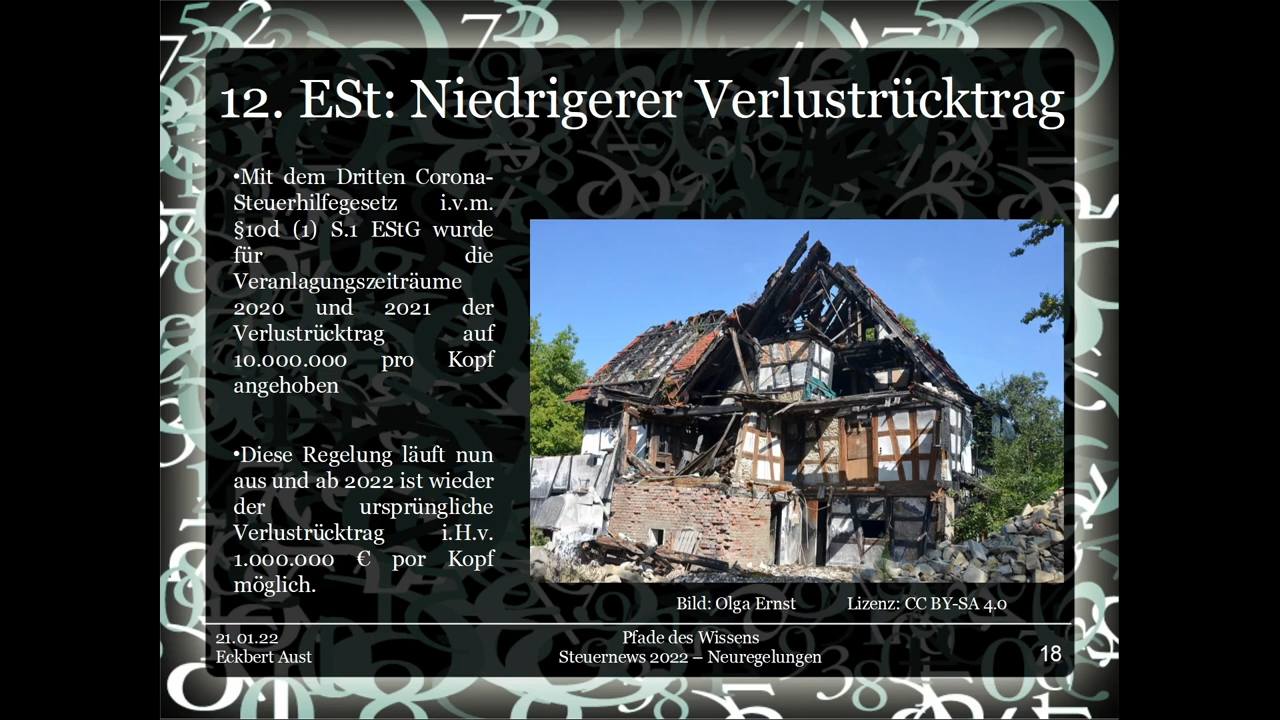 12. ESt: Niedrigerer Verlustrücktrag
•Mit dem Dritten Corona-
Steuerhilfegesetz i.v.m.
§10d (1) S.1 EStG wurde
für die
Veranlagungszeiträume
2020 und 2021 der
Verlustrücktrag auf
10.000.000 pro Kopf
angehoben
•Diese Regelung läuft nun
aus und ab 2022 ist wieder
der ursprüngliche
Verlustrücktrag i.H.v.
1.000.000 € por Kopf
möglich.
Bild: Olga Ernst Lizenz: CC BY-SA 4.0
21.01.22
Eckbert Aust
Pfade des Wissens
Steuernews 2022 – Neuregelungen
18